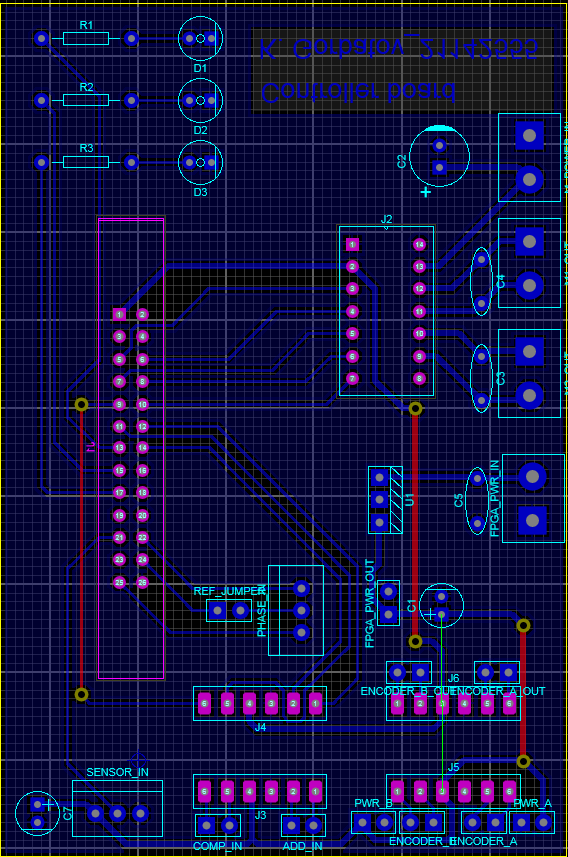 R1
D1
R2
D2
R3
D3
Controller board
K. Gorbatov
C2
+
J2
1 14
2 13
3 12
4 11
5 10
6 9
7 8
C4
C3
1 2
3 4
5 6
7 8
9 10
11 12
13 14
15 16
17 18
19 20
21 22
23 24
25 26
J1
U1
C5
FPGA_PWR_IN
REF_JUMPER
PHASE_IN
FPGA_PWR_OUT
C1
+
6 5 4 3 2 1
J4
J6
ENCODER_B_OUT
ENCODER_A_OUT
1 2 3 4 5 6
SENSOR_IN
+
C7
6 5 4 3 2 1
J3
COMP_IN
ADD_IN
J5
1 2 3 4 5 6
PWR_B
PWR_A
ENCODER_B
ENCODER_A